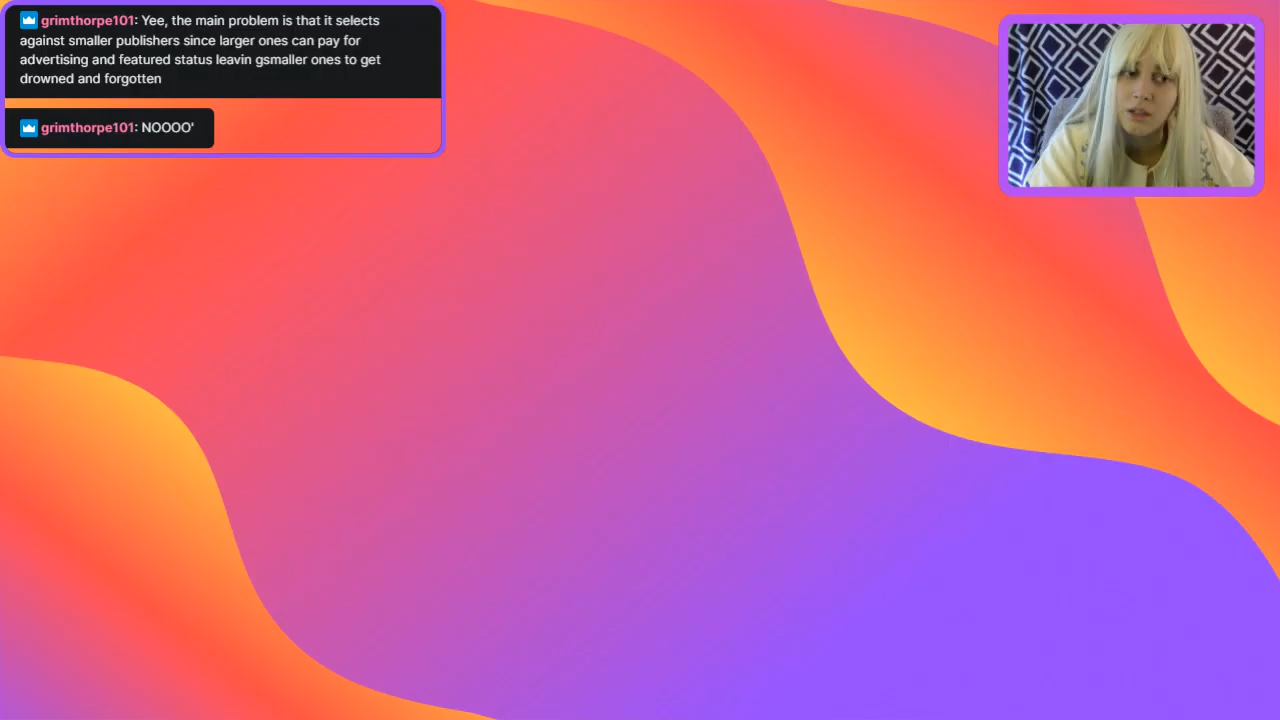 grimthorpe101: Yee, the main problem is that it selects
against smaller publishers since larger ones can pay for
advertising and featured status leavin gsmaller ones to get
drowned and forgotten
grimthorpe101: NOOOO'